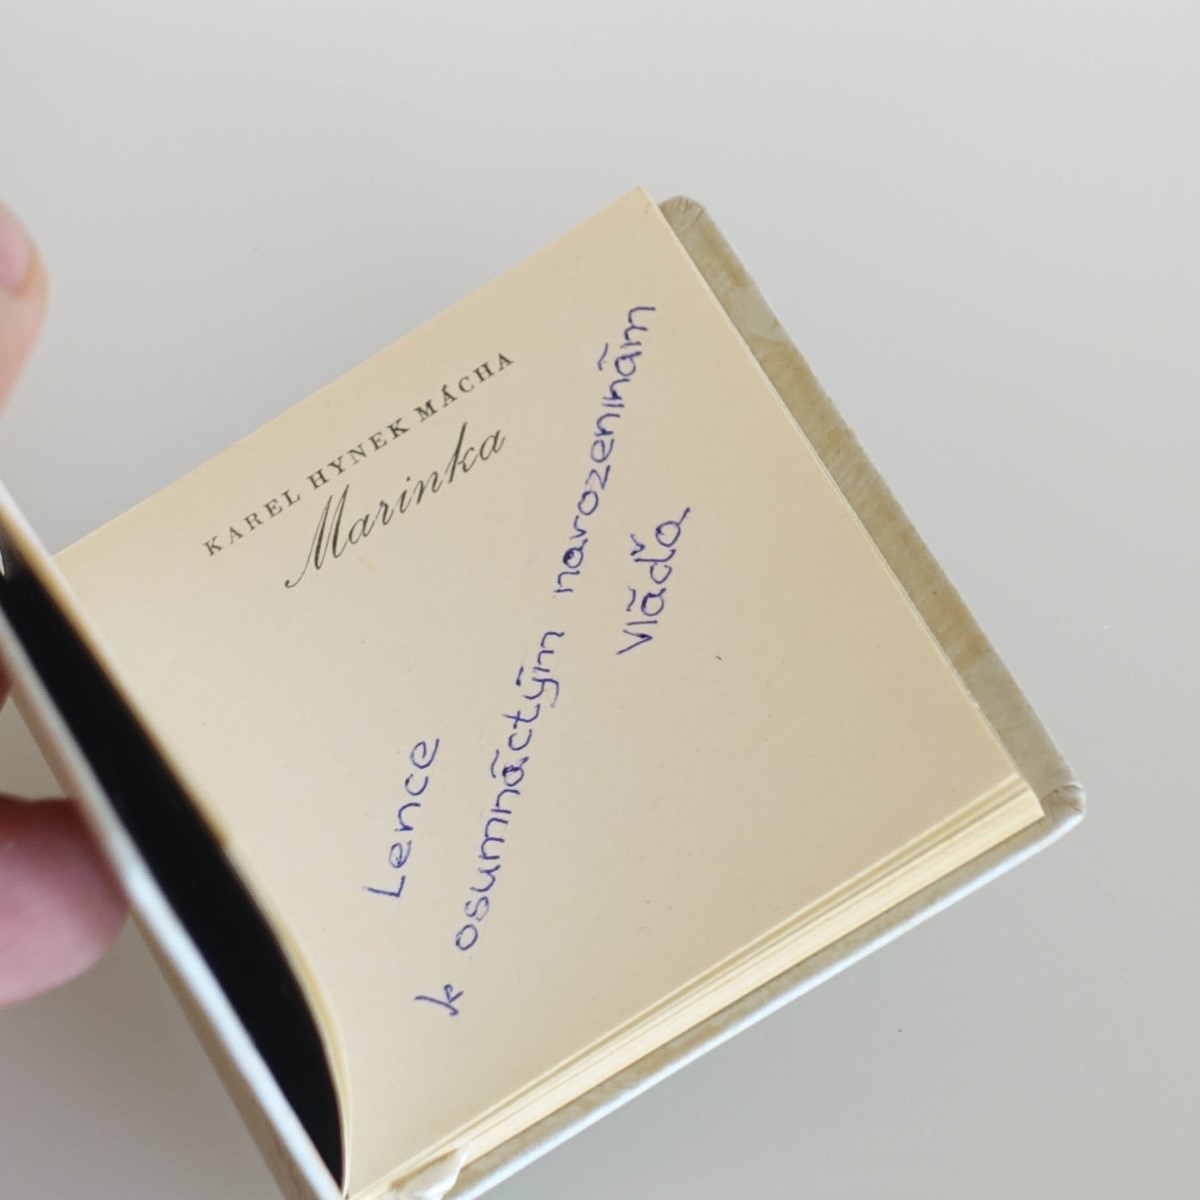 KAREL HYNEK MÁCHA
Marinka
Lence
k osumnáctým narozeninám
Vláďa